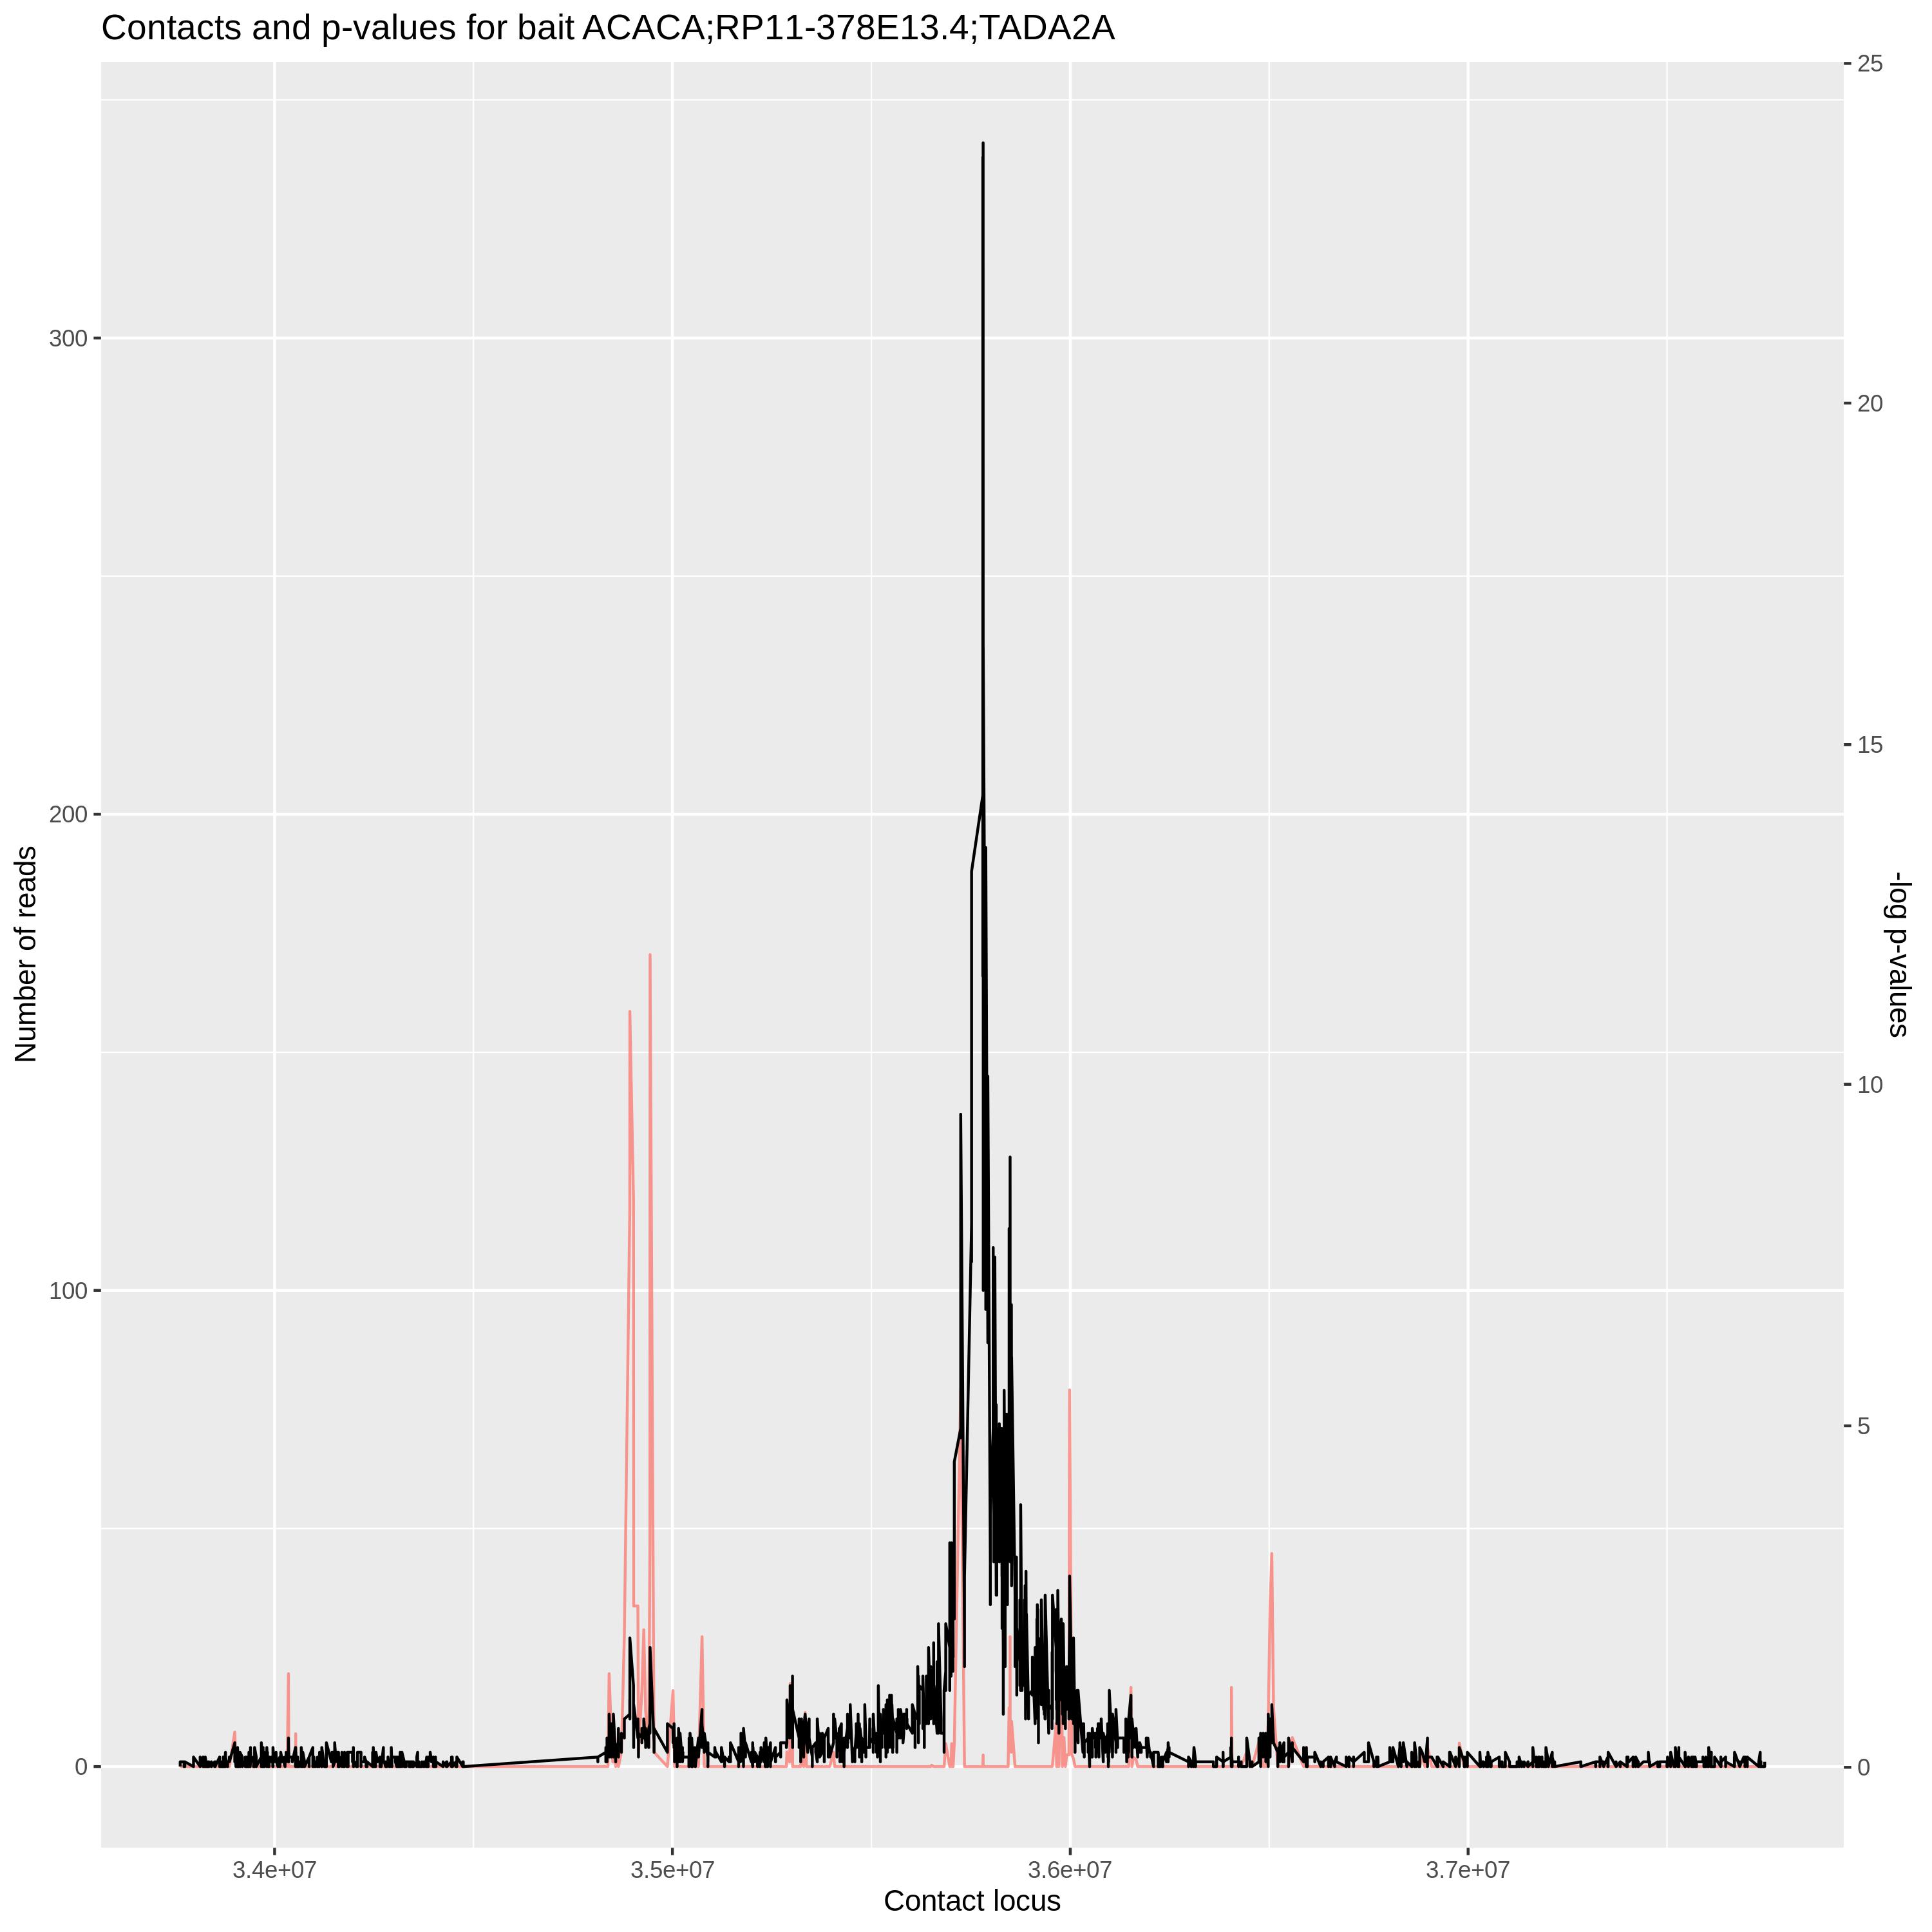 Contacts and p-values for bait ACACA;RP11-378E13.4;TADA2A
25
300
20
200
15
Number of reads
-log p-values
10
100
5
0
0
3.4e+07
3.5e+07
3.6e+07
3.7e+07
Contact locus